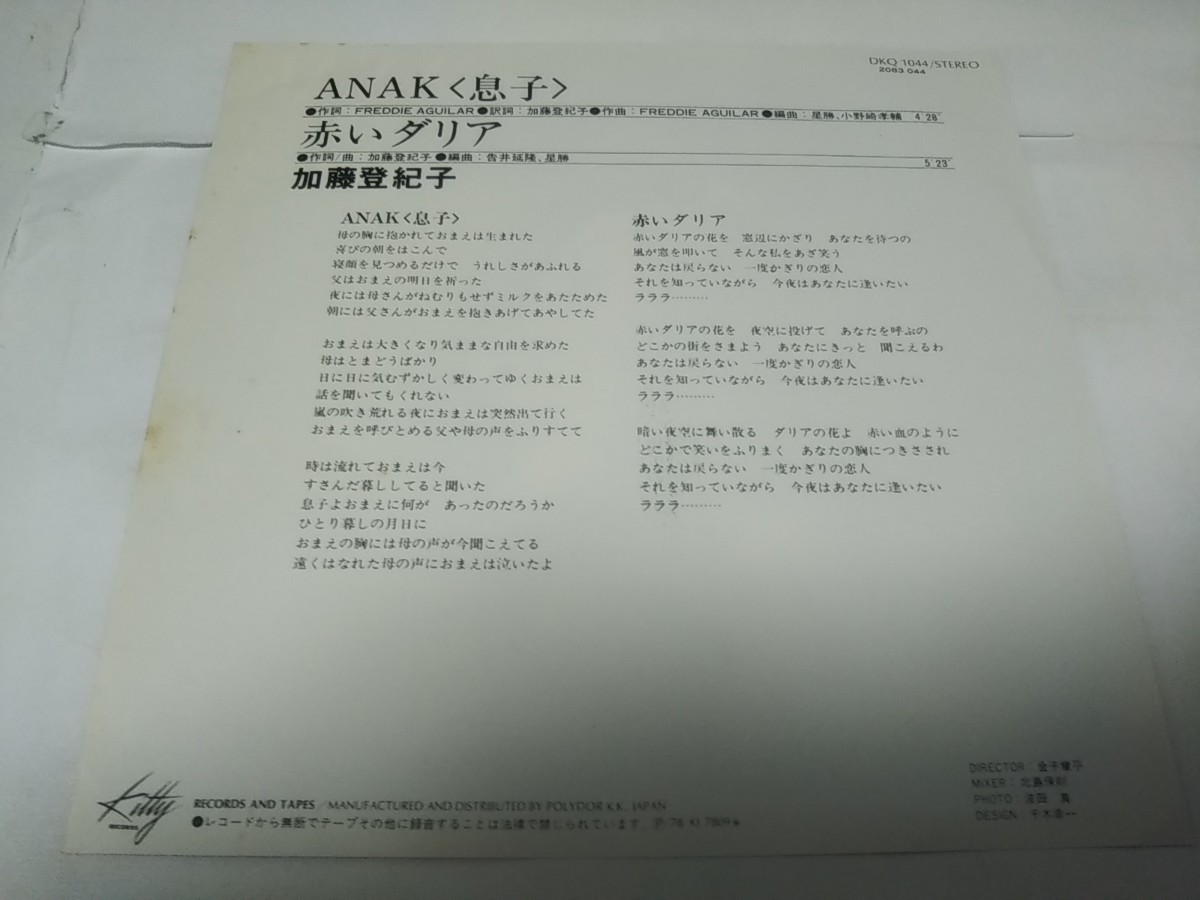 DKQ 1044/STEREO
2083 044
ANAK〈息子〉
●作詞：FREDDIE AGUILAR ●訳詞：加藤登紀子 ●作曲：FREDDIE AGUILAR ●編曲：星勝、小野崎孝輔 4′28″
赤いダリア
●作詞/曲：加藤登紀子 ●編曲：告井延隆、星勝 5′23″
加藤登紀子
ANAK〈息子〉
母の胸に抱かれておまえは生まれた
喜びの朝をはこんで
寝顔を見つめるだけで うれしさがあふれる
父はおまえの明日を祈った
夜には母さんがねむりもせずミルクをあたためた
朝には父さんがおまえを抱きあげてあやしてた
おまえは大きくなり気ままな自由を求めた
母はとまどうばかり
日に日に気むずかしく変わってゆくおまえは
話を聞いてもくれない
嵐の吹き荒れる夜におまえは突然出て行く
おまえを呼びとめる父や母の声をふりすてて
時は流れておまえは今
すさんだ暮ししてると聞いた
息子よおまえに何が あったのだろうか
ひとり暮しの月日に
おまえの胸には母の声が今聞こえてる
遠くはなれた母の声におまえは泣いたよ
赤いダリア
赤いダリアの花を 窓辺にかざり あなたを待つの
風が窓を叩いて そんな私をあざ笑う
あなたは戻らない 一度かぎりの恋人
それを知っていながら 今夜はあなたに逢いたい
ラララ………
赤いダリアの花を 夜空に投げて あなたを呼ぶの
どこかの街をさまよう あなたにきっと 聞こえるわ
あなたは戻らない 一度かぎりの恋人
それを知っていながら 今夜はあなたに逢いたい
ラララ………
暗い夜空に舞い散る ダリアの花よ 赤い血のように
どこかで笑いをふりまく あなたの胸につきさされ
あなたは戻らない 一度かぎりの恋人
それを知っていながら 今夜はあなたに逢いたい
ラララ………
DIRECTOR：金子
MIXER：北島
PHOTO：
DESIGN：千木
Kitty
RECORDS
RECORDS AND TAPES／MANUFACTURED AND DISTRIBUTED BY POLYDOR K.K. JAPAN
●レコードから無断でテープその他に録音することは法律で禁じられています。Ⓟ'78